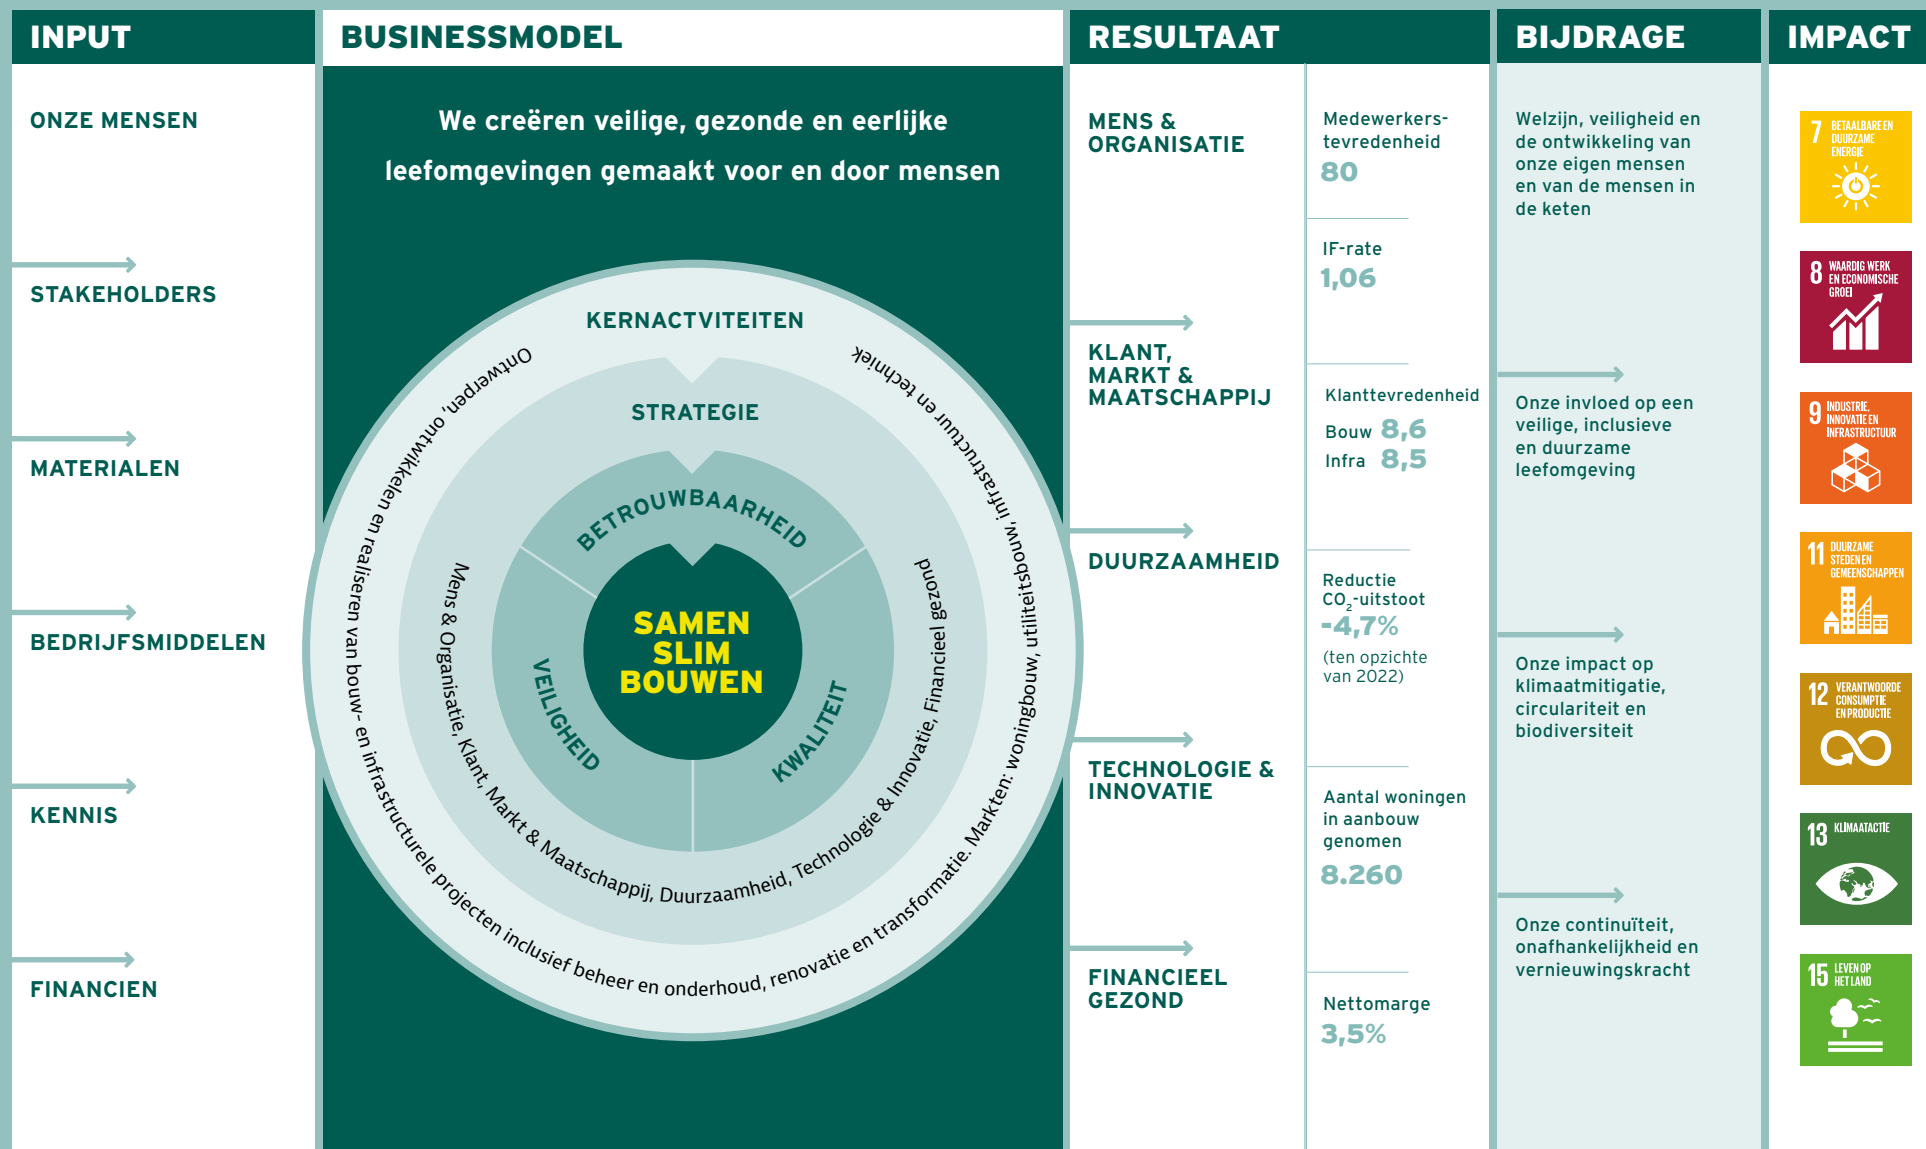 INPUT
ONZE MENSEN
STAKEHOLDERS
MATERIALEN
BEDRIJFSMIDDELEN
KENNIS
FINANCIEN
BUSINESSMODEL
We creëren veilige, gezonde en eerlijke
leefomgevingen gemaakt voor en door mensen
KERNACTVITEITEN
Ontwerpen, ontwikkelen en realiseren van bouw- en infrastructurele projecten inclusief beheer en onderhoud, renovatie en transformatie. Markten: woningbouw, utiliteitsbouw, infrastructuur en techniek
STRATEGIE
Mens & Organisatie, Klant, Markt & Maatschappij, Duurzaamheid, Technologie & Innovatie, Financieel gezond
BETROUWBAARHEID
VEILIGHEID
KWALITEIT
SAMEN
SLIM
BOUWEN
RESULTAAT
MENS &
ORGANISATIE
KLANT,
MARKT &
MAATSCHAPPIJ
DUURZAAMHEID
TECHNOLOGIE &
INNOVATIE
FINANCIEEL
GEZOND
Medewerkers-
tevredenheid
80
IF-rate
1,06
Klanttevredenheid
Bouw 8,6
Infra 8,5
Reductie
CO₂-uitstoot
-4,7%
(ten opzichte
van 2022)
Aantal woningen
in aanbouw
genomen
8.260
Nettomarge
3,5%
BIJDRAGE
Welzijn, veiligheid en
de ontwikkeling van
onze eigen mensen
en van de mensen in
de keten
Onze invloed op een
veilige, inclusieve
en duurzame
leefomgeving
Onze impact op
klimaatmitigatie,
circulariteit en
biodiversiteit
Onze continuïteit,
onafhankelijkheid en
vernieuwingskracht
IMPACT
7 BETAALBARE EN
DUURZAME
ENERGIE
8 WAARDIG WERK
EN ECONOMISCHE
GROEI
9 INDUSTRIE,
INNOVATIE EN
INFRASTRUCTUUR
11 DUURZAME
STEDEN EN
GEMEENSCHAPPEN
12 VERANTWOORDE
CONSUMPTIE
EN PRODUCTIE
13 KLIMAATACTIE
15 LEVEN OP
HET LAND